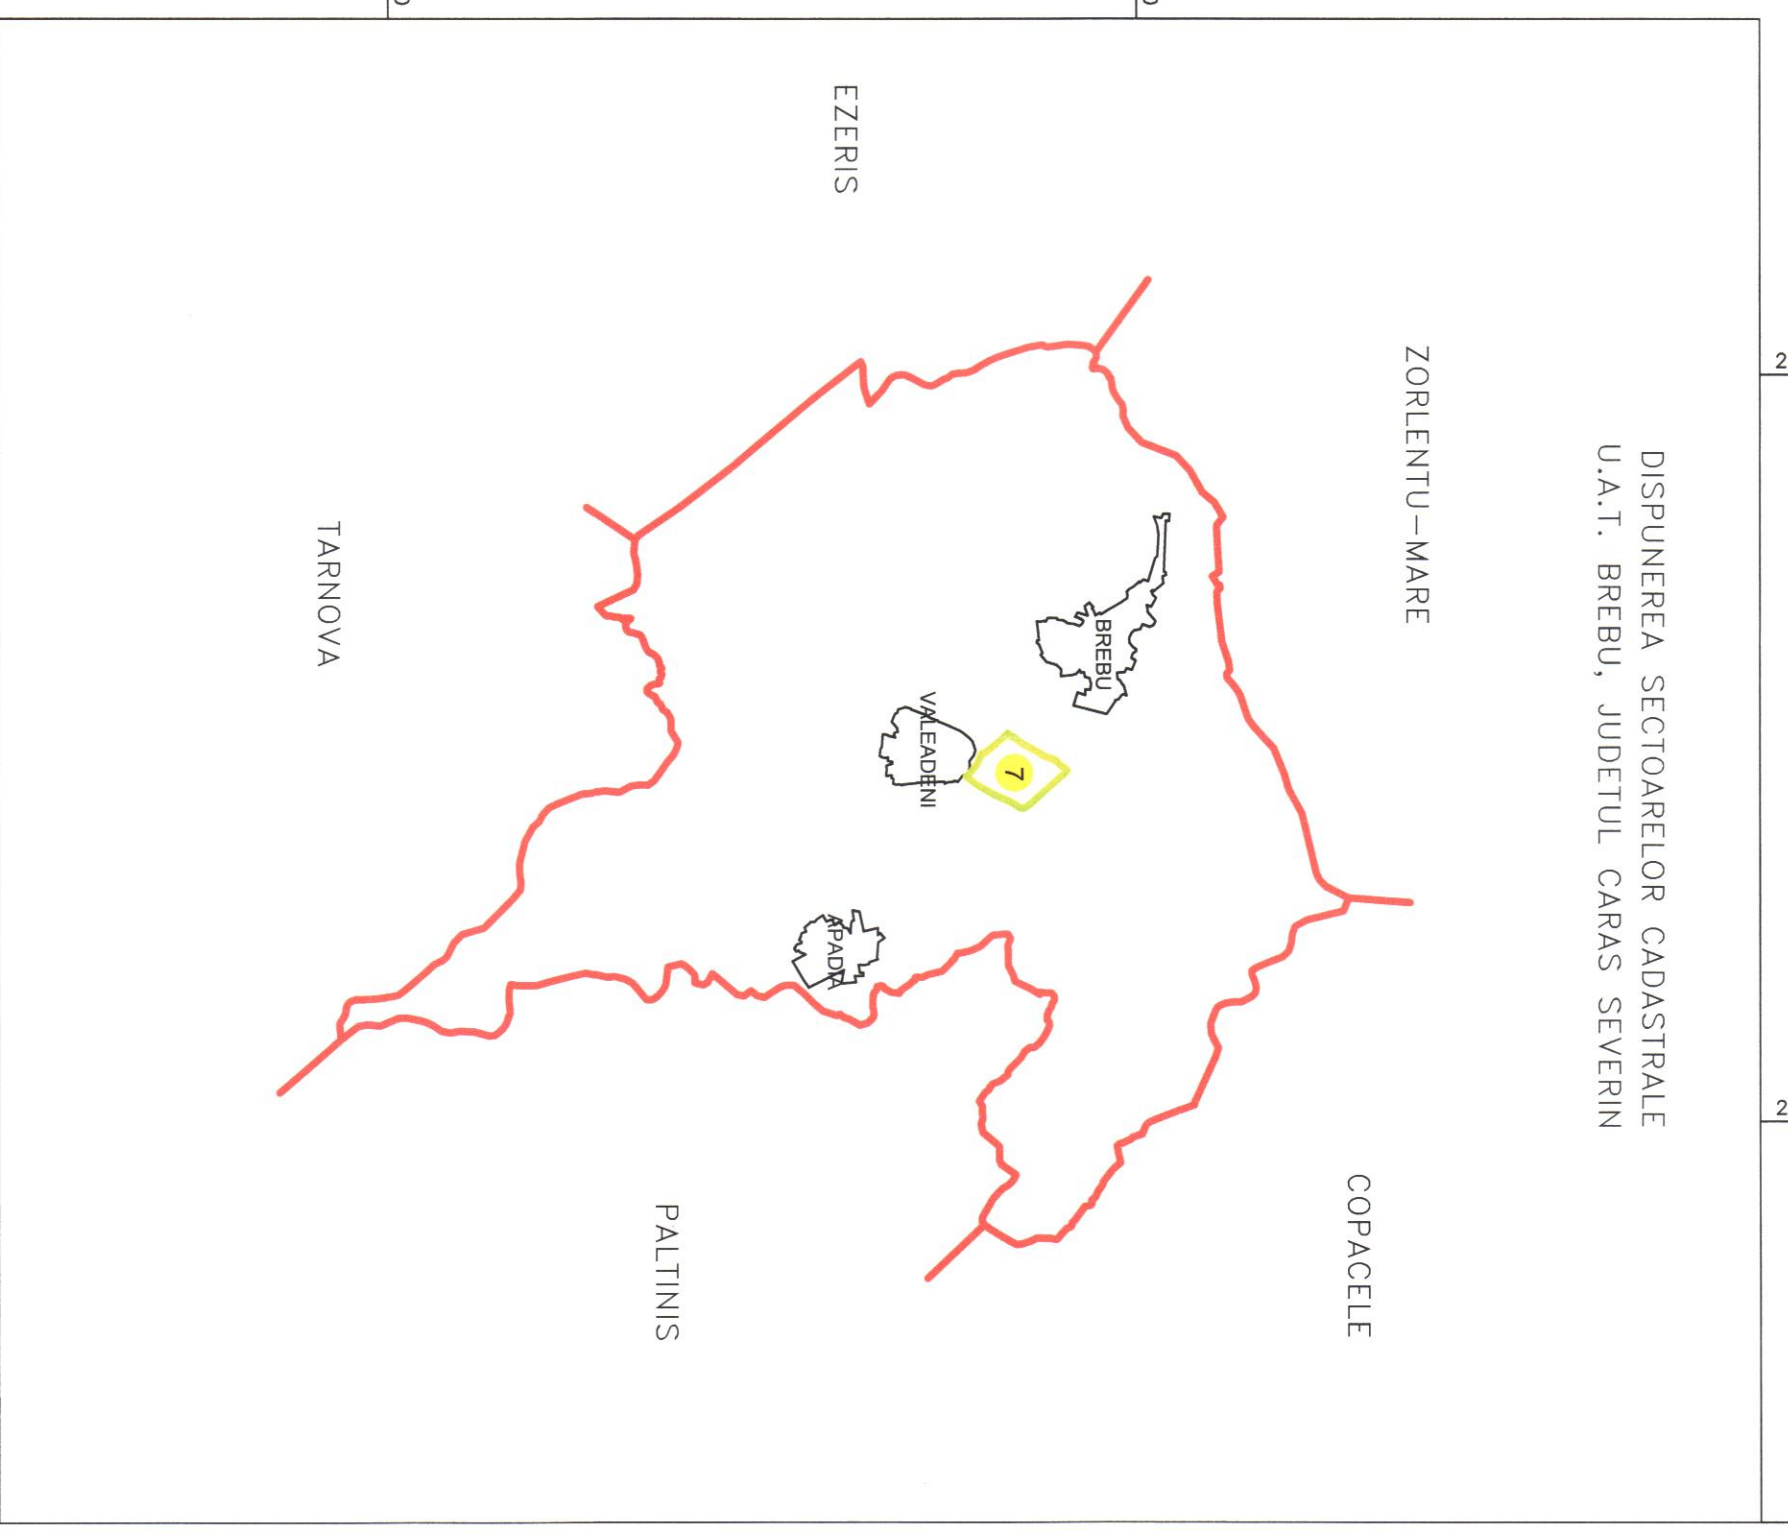 DISPUNEREA SECTOARELOR CADASTRALE
U.A.T. BREBU, JUDETUL CARAS SEVERIN
ZORLENTU-MARE
COPACELE
BREBU
7
VALEADENI
EZERIS
APADIA
PALTINIS
TARNOVA